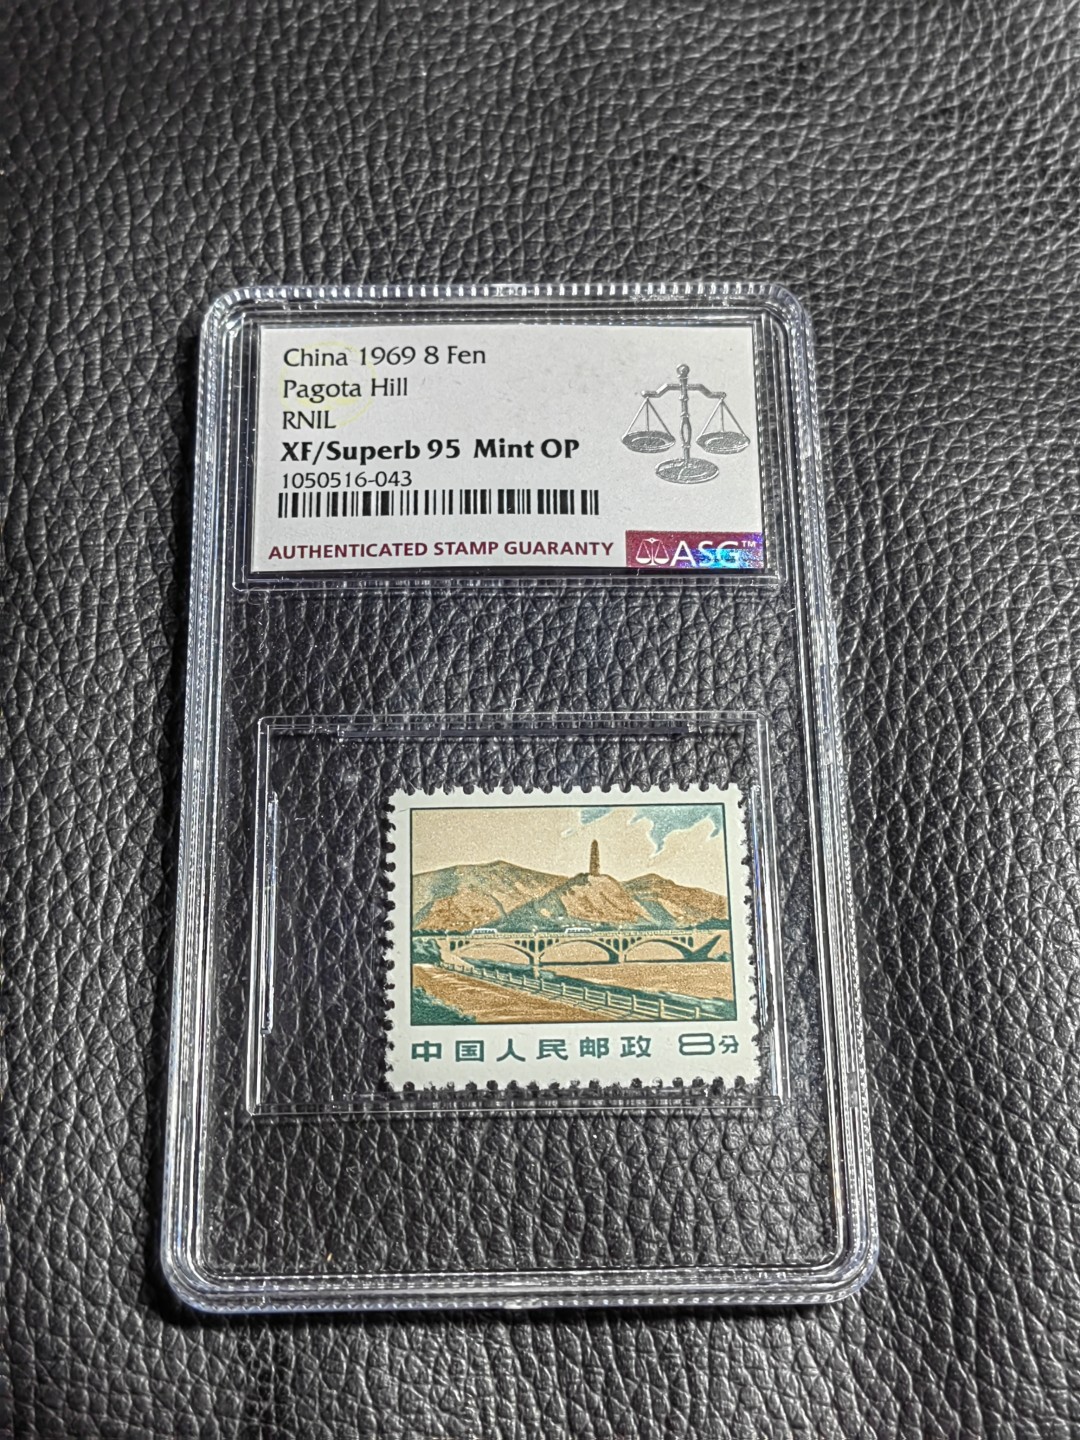 China 1969 8 Fen
Pagota Hill
RNIL
XF/Superb 95 Mint OP
1050516-043
AUTHENTICATED STAMP GUARANTY ASG™
中国人民邮政 8分